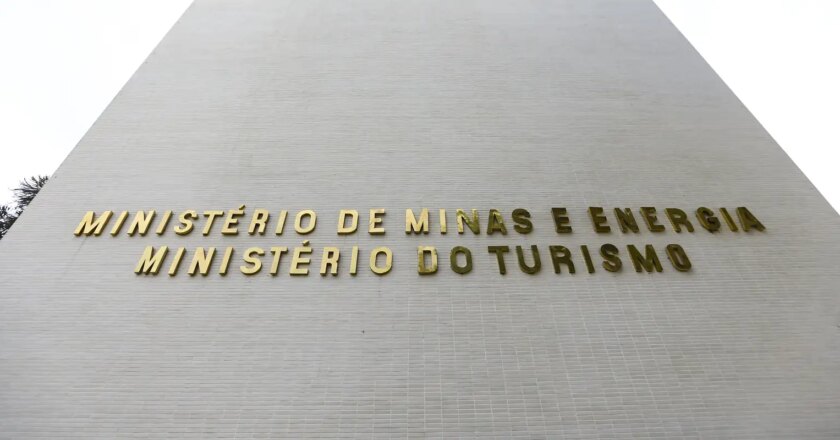 MINISTÉRIO DE MINAS E ENERGIA
MINISTÉRIO DO TURISMO